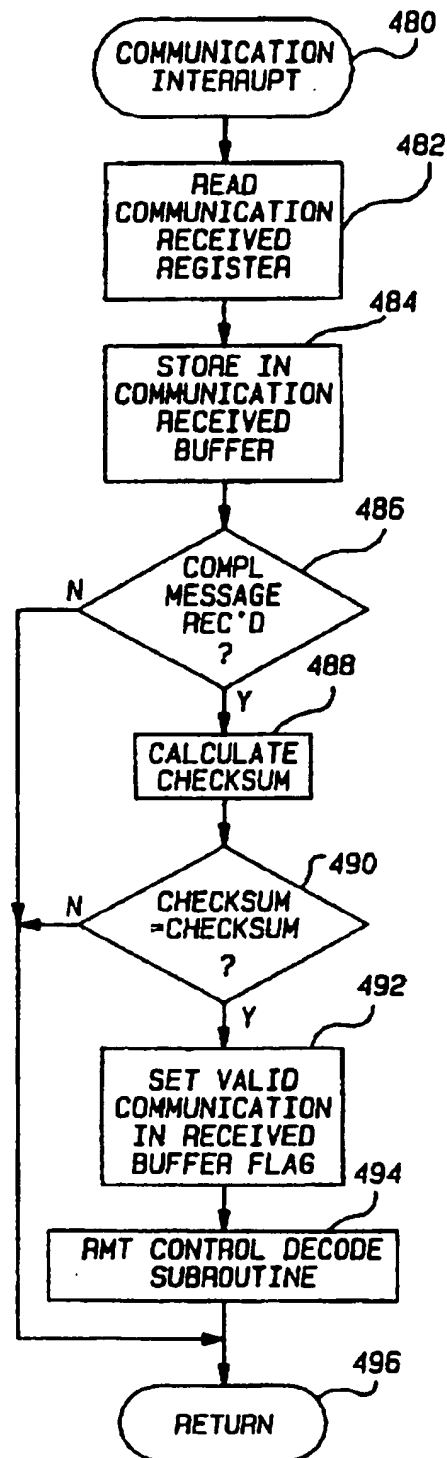 COMMUNICATION
INTERRUPT
480
482
READ
COMMUNICATION
RECEIVED
REGISTER
484
STORE IN
COMMUNICATION
RECEIVED
BUFFER
486
N
COMPL
MESSAGE
REC'D
?
Y
488
CALCULATE
CHECKSUM
490
N
CHECKSUM
=CHECKSUM
?
Y
492
SET VALID
COMMUNICATION
IN RECEIVED
BUFFER FLAG
494
RMT CONTROL DECODE
SUBROUTINE
496
RETURN